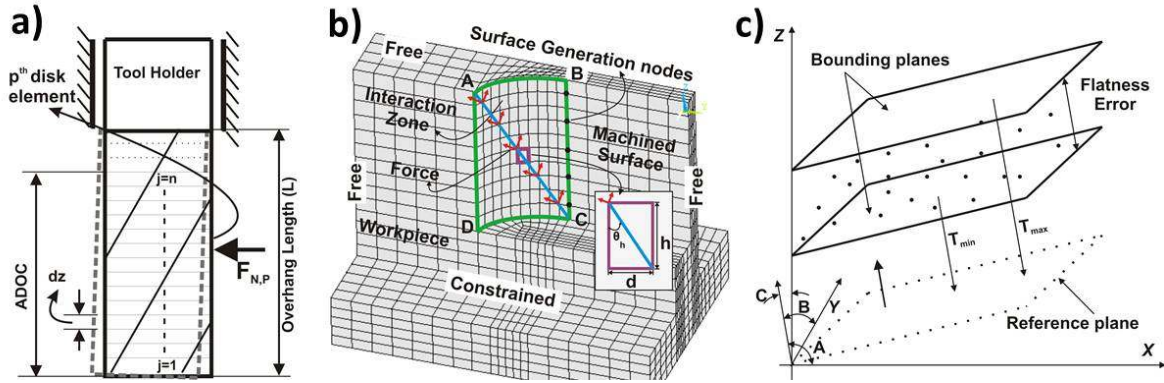 a)
Tool Holder
pth disk
element
j=n
ADOC
dz
j=1
F N,P
Overhang Length (L)
b)
Free
Surface Generation nodes
A
B
Interaction
Zone
Machined
Surface
Force
Free
Free
D
C
Workpiece
θh
h
d
Constrained
c)
Z
Bounding planes
Flatness
Error
Tmin
Tmax
C
B
Y
A
Reference plane
X